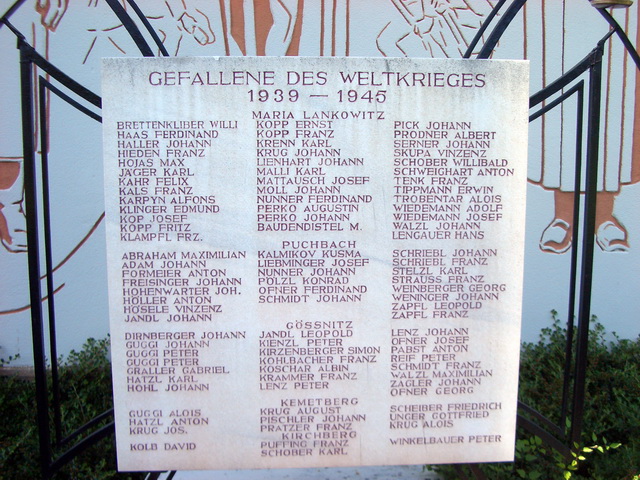 GEFALLENE DES WELTKRIEGES
1939 — 1945
MARIA LANKOWITZ
BRETTENKLIBER WILLI
HAAS FERDINAND
HALLER JOHANN
HIEDEN FRANZ
HOJAS MAX
JÄGER KARL
KAHR FELIX
KALS FRANZ
KARPYN ALFONS
KLINGER EDMUND
KOP JOSEF
KOPP FRITZ
KLAMPFL FRZ.
KOPP ERNST
KOPP FRANZ
KRENN KARL
KRUG JOHANN
LIENHART JOHANN
MALLI KARL
MATTAUSCH JOSEF
MOLL JOHANN
NUNNER FERDINAND
PERKO AUGUSTIN
PERKO JOHANN
BAUDENDISTEL M.
PICK JOHANN
PRODNER ALBERT
SERNER JOHANN
SKUPA VINZENZ
SCHOBER WILLIBALD
SCHWEIGHART ANTON
TENK FRANZ
TIPPMANN ERWIN
TROBENTAR ALOIS
WIEDEMANN ADOLF
WIEDEMANN JOSEF
WALZL JOHANN
LENGAUER HANS
PUCHBACH
ABRAHAM MAXIMILIAN
ADAM JOHANN
FORMEIER ANTON
FREISINGER JOHANN
HOHENWARTER JOH.
HÖLLER ANTON
HÖSELE VINZENZ
JANDL JOHANN
KALMIKOV KUSMA
LIEBMINGER JOSEF
NUNNER JOHANN
PÖLZL KONRAD
OFNER FERDINAND
SCHMIDT JOHANN
SCHRIEBL JOHANN
SCHRIEBL FRANZ
STELZL KARL
STRAUSS FRANZ
WEINBERGER GEORG
WENINGER JOHANN
ZAPFL LEOPOLD
ZAPFL FRANZ
GÖSSNITZ
DIRNBERGER JOHANN
GUGGI JOHANN
GUGGI PETER
GUGGI PETER
GRALLER GABRIEL
HATZL KARL
HOHL JOHANN
JANDL LEOPOLD
KIENZL PETER
KIRZENBERGER SIMON
KOHLBACHER FRANZ
KOSCHAR ALBIN
KRAMMER FRANZ
LENZ PETER
LENZ JOHANN
OFNER JOSEF
PABST ANTON
REIF PETER
SCHMIDT FRANZ
WALZL MAXIMILIAN
ZAGLER JOHANN
OFNER GEORG
KEMETBERG
GUGGI ALOIS
HATZL ANTON
KRUG JOS.
KRUG AUGUST
PISCHLER JOHANN
PRATZER FRANZ
SCHEIBER FRIEDRICH
UNGER GOTTFRIED
KRUG ALOIS
KIRCHBERG
KOLB DAVID
PUFFING FRANZ
SCHOBER KARL
WINKELBAUER PETER